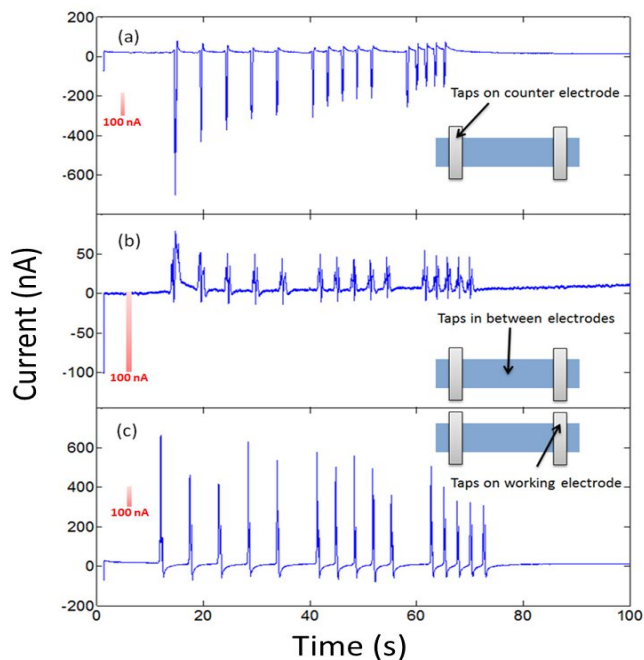 200
0
-200
-400
-600
(a)
100 nA
Taps on counter electrode
50
0
-50
-100
(b)
100 nA
Taps in between electrodes
600
400
200
0
-200
(c)
100 nA
Taps on working electrode
0
20
40
60
80
100
Current (nA)
Time (s)